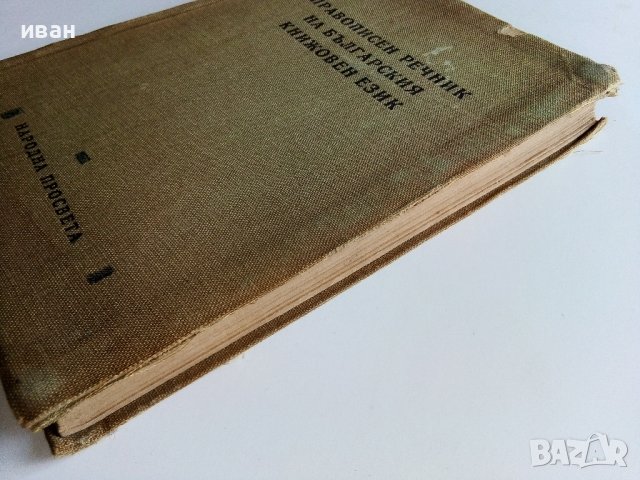 иван
ПРАВОПИСЕН РЕЧНИК
НА БЪЛГАРСКИЯ
КНИЖОВЕН ЕЗИК
НАРОДНА ПРОСВЕТА
BAZAR